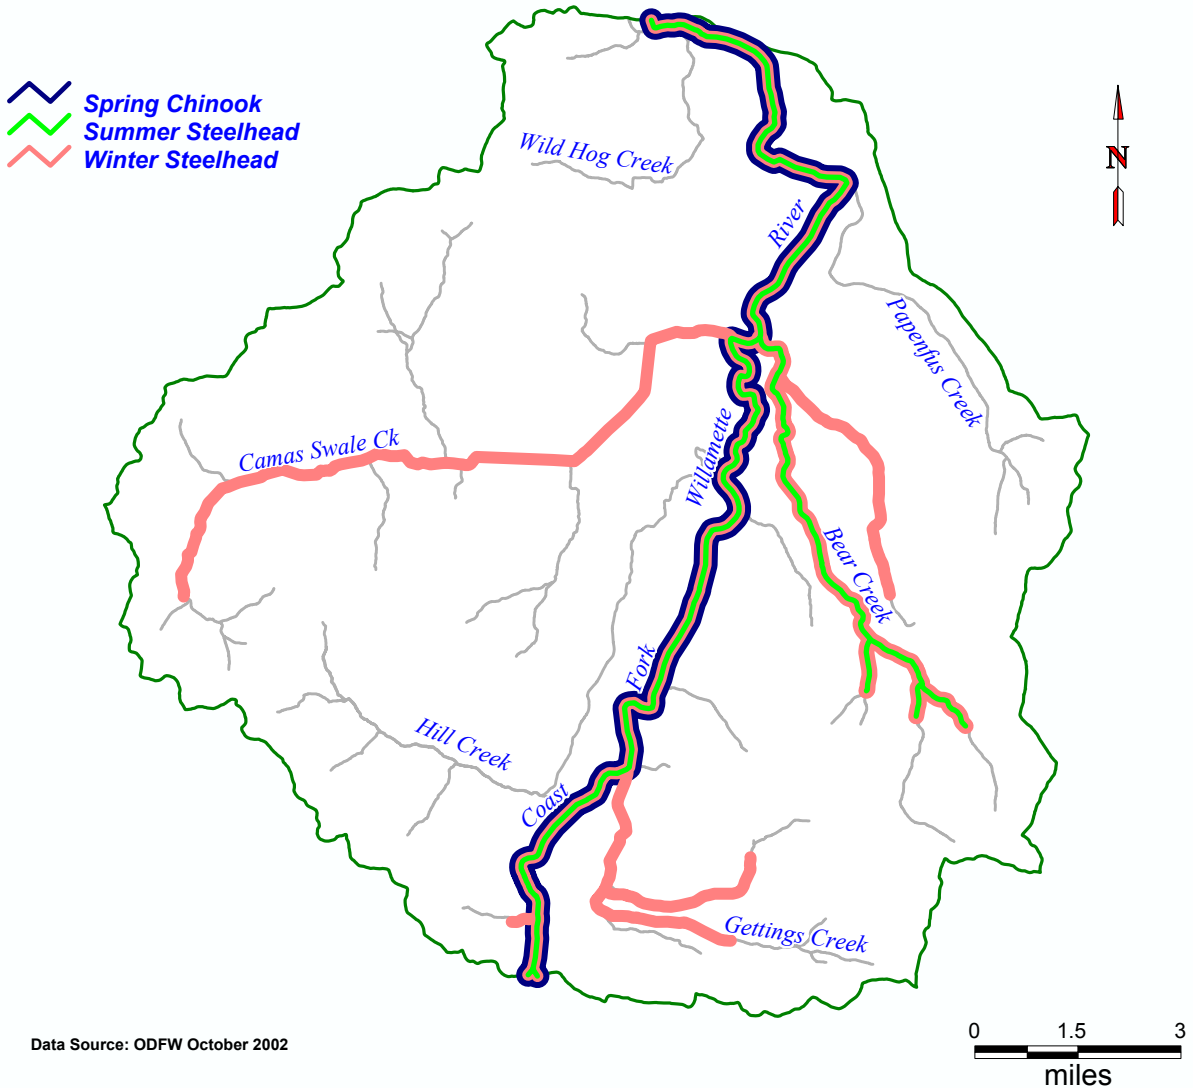 Spring Chinook
Summer Steelhead
Winter Steelhead
Wild Hog Creek
N
River
Papenfus Creek
Camas Swale Ck
Willamette
Bear Creek
Fork
Hill Creek
Coast
Gettings Creek
Data Source: ODFW October 2002
0 1.5 3
miles